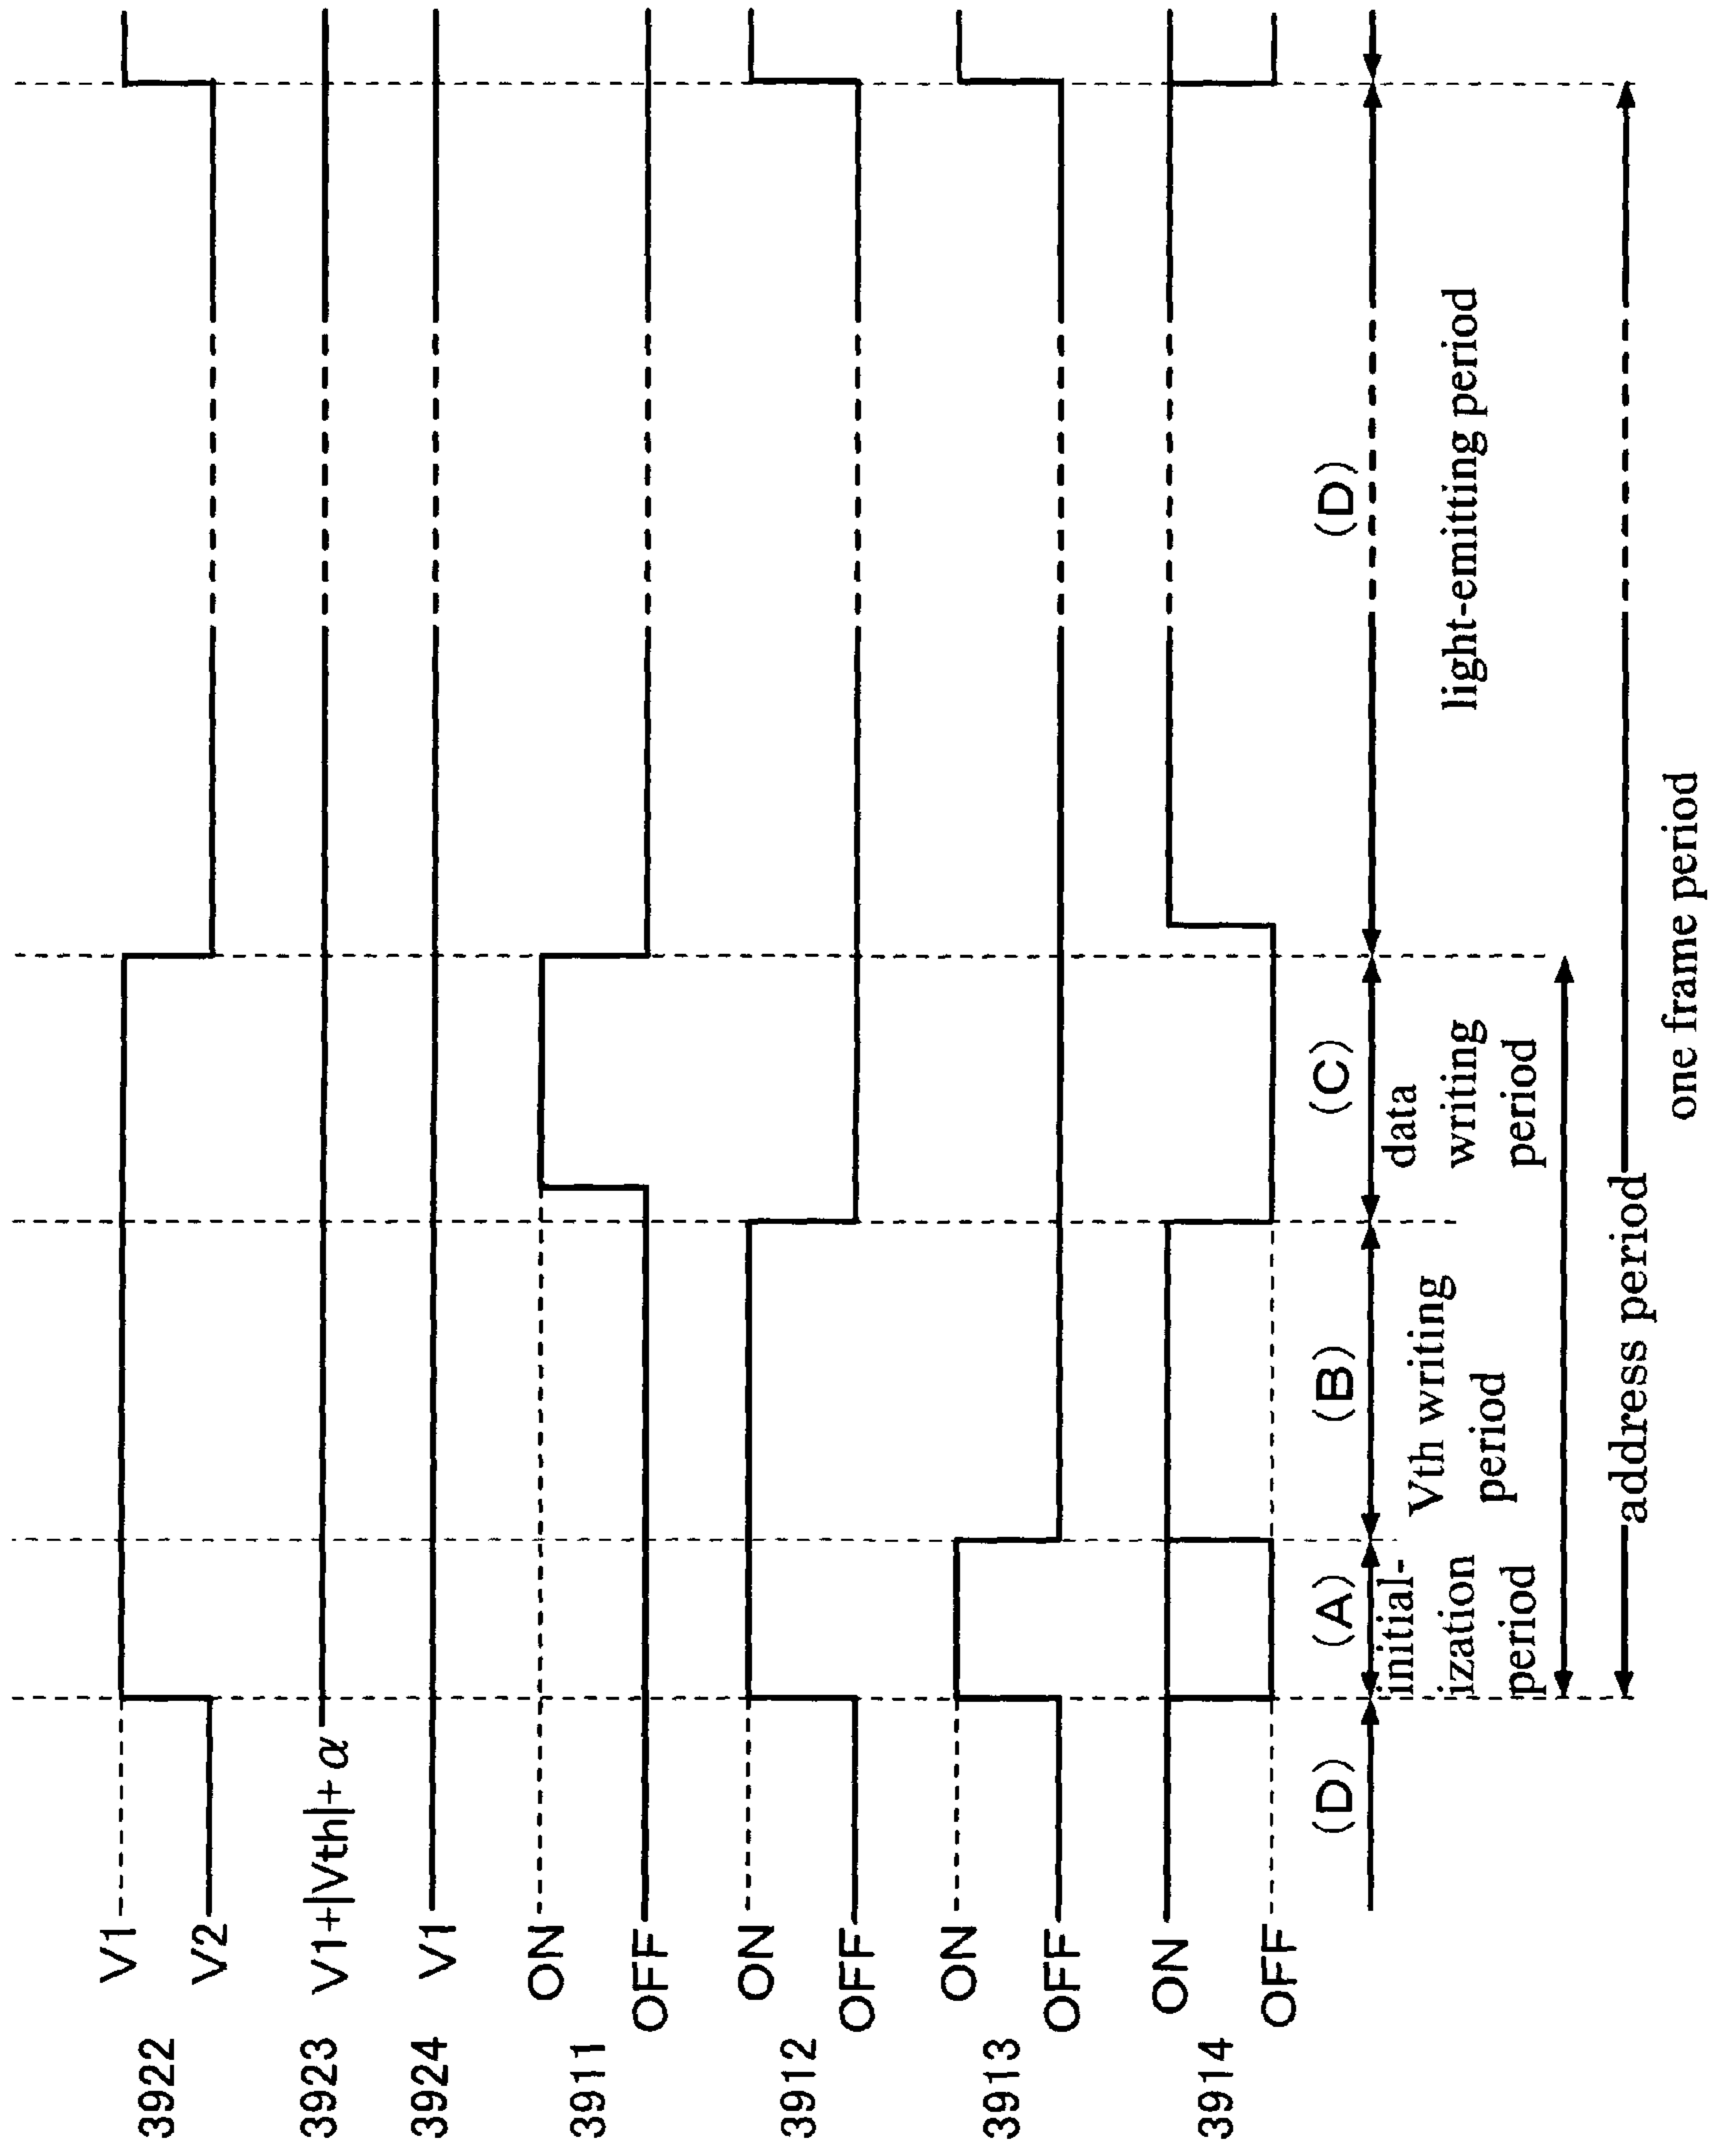 3922
V1
V2
3923
V1+|Vth|+α
3924
V1
3911
ON
OFF
3912
ON
OFF
3913
ON
OFF
3914
ON
OFF
(D)
(A)
initial-
ization
period
(B)
Vth writing
period
(C)
data
writing
period
(D)
light-emitting period
address period
one frame period